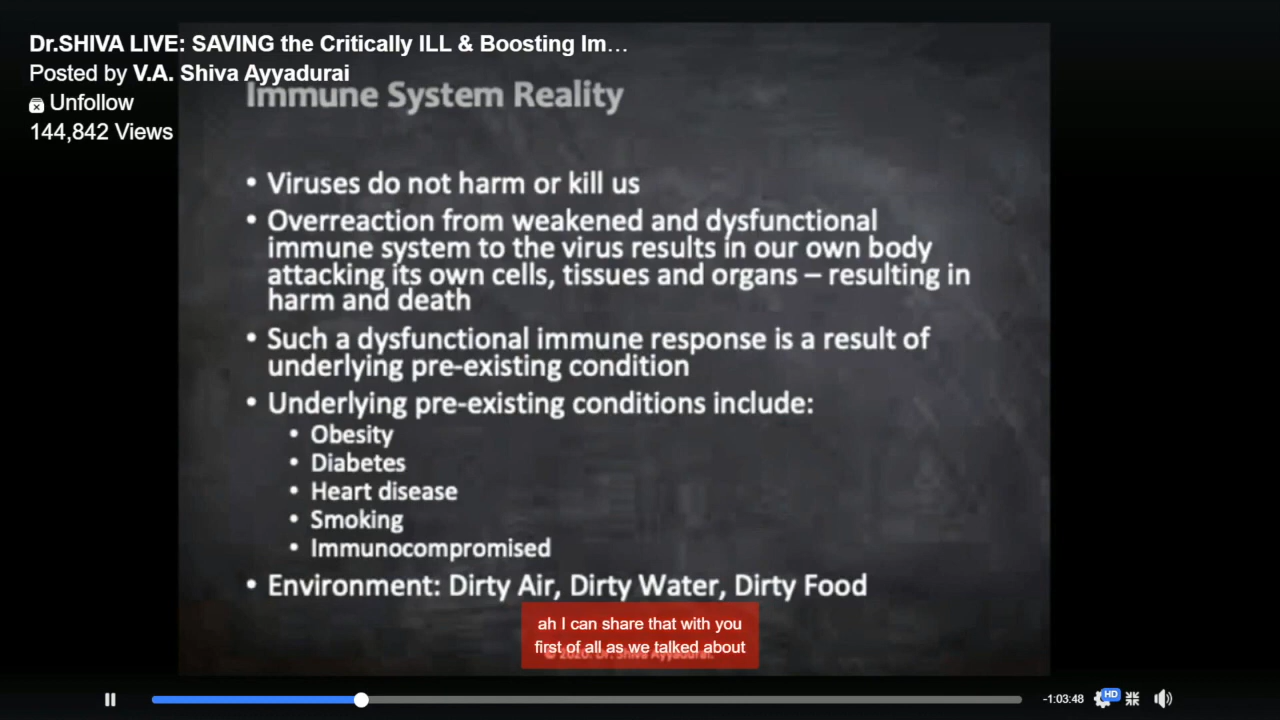 Dr.SHIVA LIVE: SAVING the Critically ILL & Boosting Im…
Posted by V.A. Shiva Ayyadurai
Unfollow
144,842 Views
Immune System Reality
• Viruses do not harm or kill us
• Overreaction from weakened and dysfunctional
immune system to the virus results in our own body
attacking its own cells, tissues and organs – resulting in
harm and death
• Such a dysfunctional immune response is a result of
underlying pre-existing condition
• Underlying pre-existing conditions include:
• Obesity
• Diabetes
• Heart disease
• Smoking
• Immunocompromised
• Environment: Dirty Air, Dirty Water, Dirty Food
ah I can share that with you
first of all as we talked about
© 2020. Dr. Shiva Ayyadurai.
-1:03:48
HD